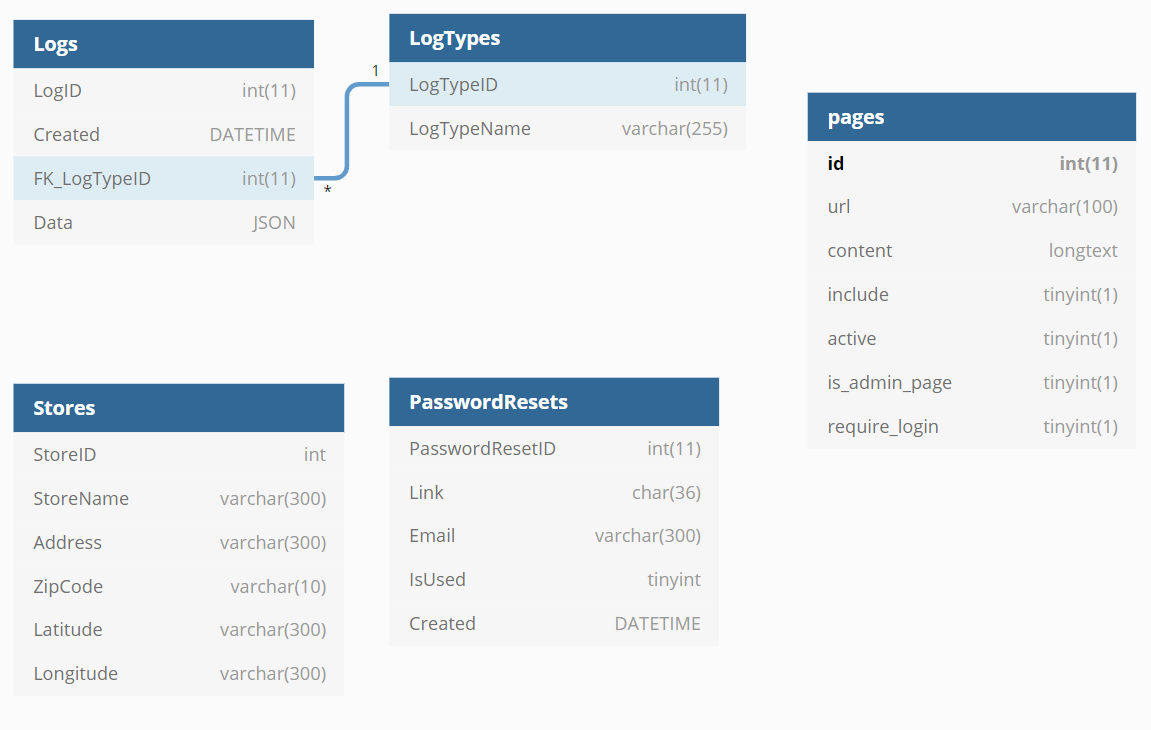 Logs
LogID int(11)
Created DATETIME
FK_LogTypeID int(11)
Data JSON
1
*
LogTypes
LogTypeID int(11)
LogTypeName varchar(255)
pages
id int(11)
url varchar(100)
content longtext
include tinyint(1)
active tinyint(1)
is_admin_page tinyint(1)
require_login tinyint(1)
Stores
StoreID int
StoreName varchar(300)
Address varchar(300)
ZipCode varchar(10)
Latitude varchar(300)
Longitude varchar(300)
PasswordResets
PasswordResetID int(11)
Link char(36)
Email varchar(300)
IsUsed tinyint
Created DATETIME